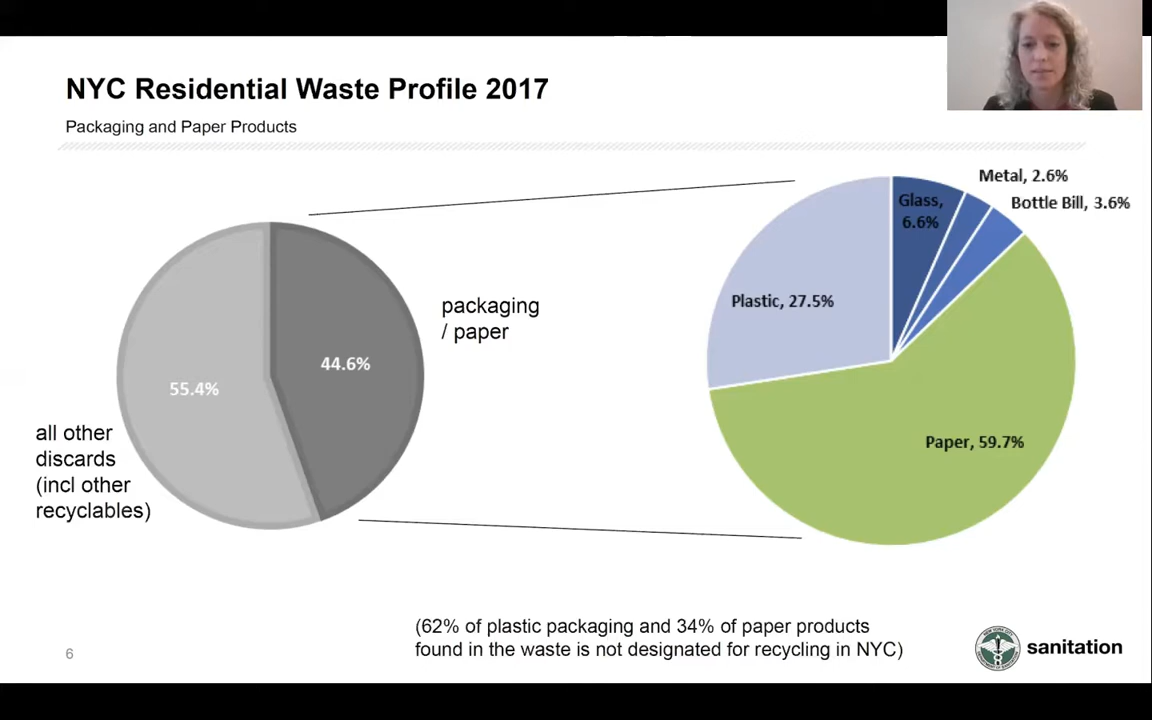 NYC Residential Waste Profile 2017
Packaging and Paper Products
Metal, 2.6%
Glass,
6.6%
Bottle Bill, 3.6%
Plastic, 27.5%
packaging
/ paper
44.6%
55.4%
all other
discards
(incl other
recyclables)
Paper, 59.7%
(62% of plastic packaging and 34% of paper products
found in the waste is not designated for recycling in NYC)
6
sanitation